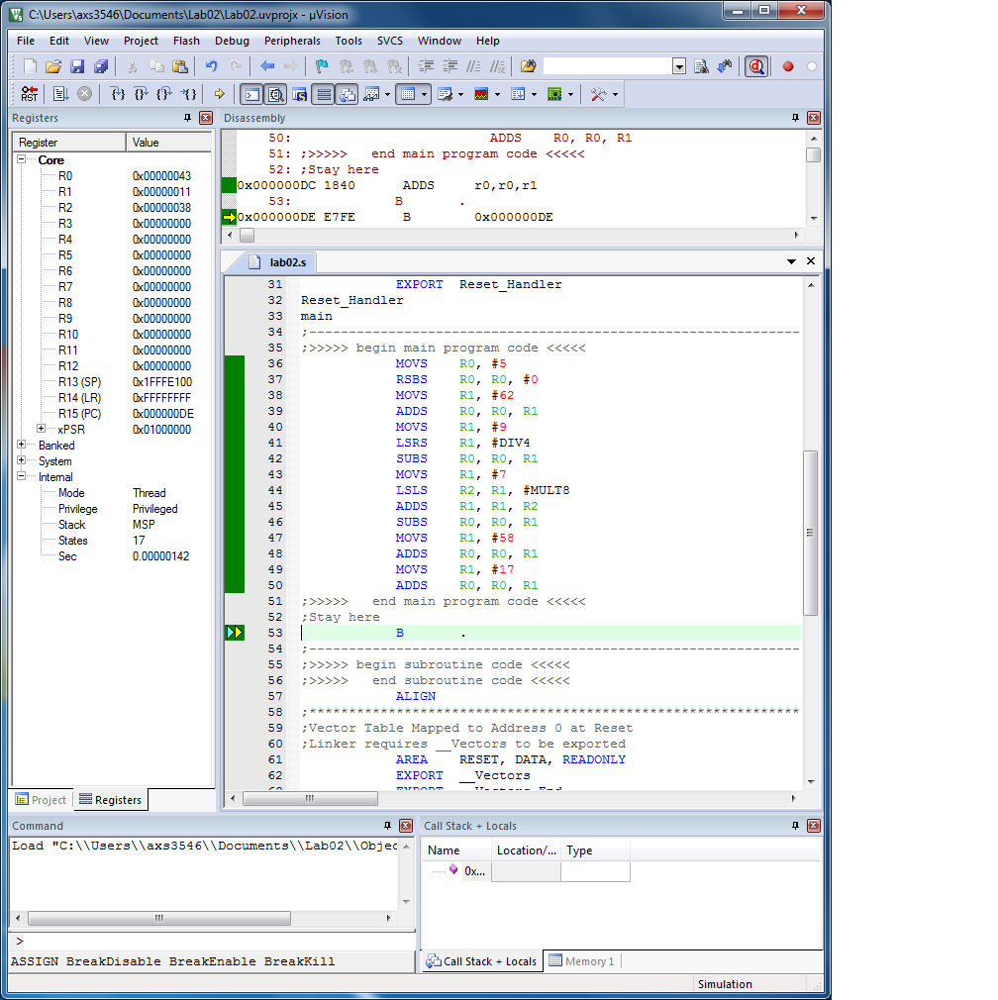 C:\Users\axs3546\Documents\Lab02\Lab02.uvprojx - µVision
File Edit View Project Flash Debug Peripherals Tools SVCS Window Help
RST
Registers
Register Value
Core
R0 0x00000043
R1 0x00000011
R2 0x00000038
R3 0x00000000
R4 0x00000000
R5 0x00000000
R6 0x00000000
R7 0x00000000
R8 0x00000000
R9 0x00000000
R10 0x00000000
R11 0x00000000
R12 0x00000000
R13 (SP) 0x1FFFE100
R14 (LR) 0xFFFFFFFF
R15 (PC) 0x000000DE
xPSR 0x01000000
Banked
System
Internal
Mode Thread
Privilege Privileged
Stack MSP
States 17
Sec 0.00000142
Project Registers
Disassembly
50: ADDS R0, R0, R1
51: ;>>>>> end main program code <<<<<
52: ;Stay here
0x000000DC 1840 ADDS r0,r0,r1
53: B .
0x000000DE E7FE B 0x000000DE
lab02.s
31 EXPORT Reset_Handler
32 Reset_Handler
33 main
34 ;---------------------------------------------------------------
35 ;>>>>> begin main program code <<<<<
36 MOVS R0, #5
37 RSBS R0, R0, #0
38 MOVS R1, #62
39 ADDS R0, R0, R1
40 MOVS R1, #9
41 LSRS R1, #DIV4
42 SUBS R0, R0, R1
43 MOVS R1, #7
44 LSLS R2, R1, #MULT8
45 ADDS R1, R1, R2
46 SUBS R0, R0, R1
47 MOVS R1, #58
48 ADDS R0, R0, R1
49 MOVS R1, #17
50 ADDS R0, R0, R1
51 ;>>>>> end main program code <<<<<
52 ;Stay here
53 B .
54 ;---------------------------------------------------------------
55 ;>>>>> begin subroutine code <<<<<
56 ;>>>>> end subroutine code <<<<<
57 ALIGN
58 ;**************************************************************
59 ;Vector Table Mapped to Address 0 at Reset
60 ;Linker requires __Vectors to be exported
61 AREA RESET, DATA, READONLY
62 EXPORT __Vectors
Command
Load "C:\\Users\\axs3546\\Documents\\Lab02\\Objec
>
ASSIGN BreakDisable BreakEnable BreakKill
Call Stack + Locals
Name Location/... Type
0x...
Call Stack + Locals Memory 1
Simulation